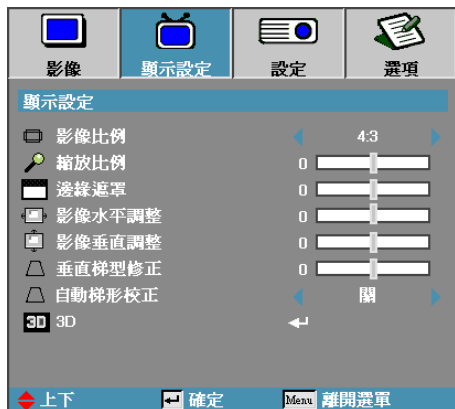 影像 顯示設定 設定 選項
顯示設定
影像比例 4:3
縮放比例 0
邊緣遮罩 0
影像水平調整 0
影像垂直調整 0
垂直梯型修正 0
自動梯形校正 關
3D 3D
上下 確定 Menu 離開選單